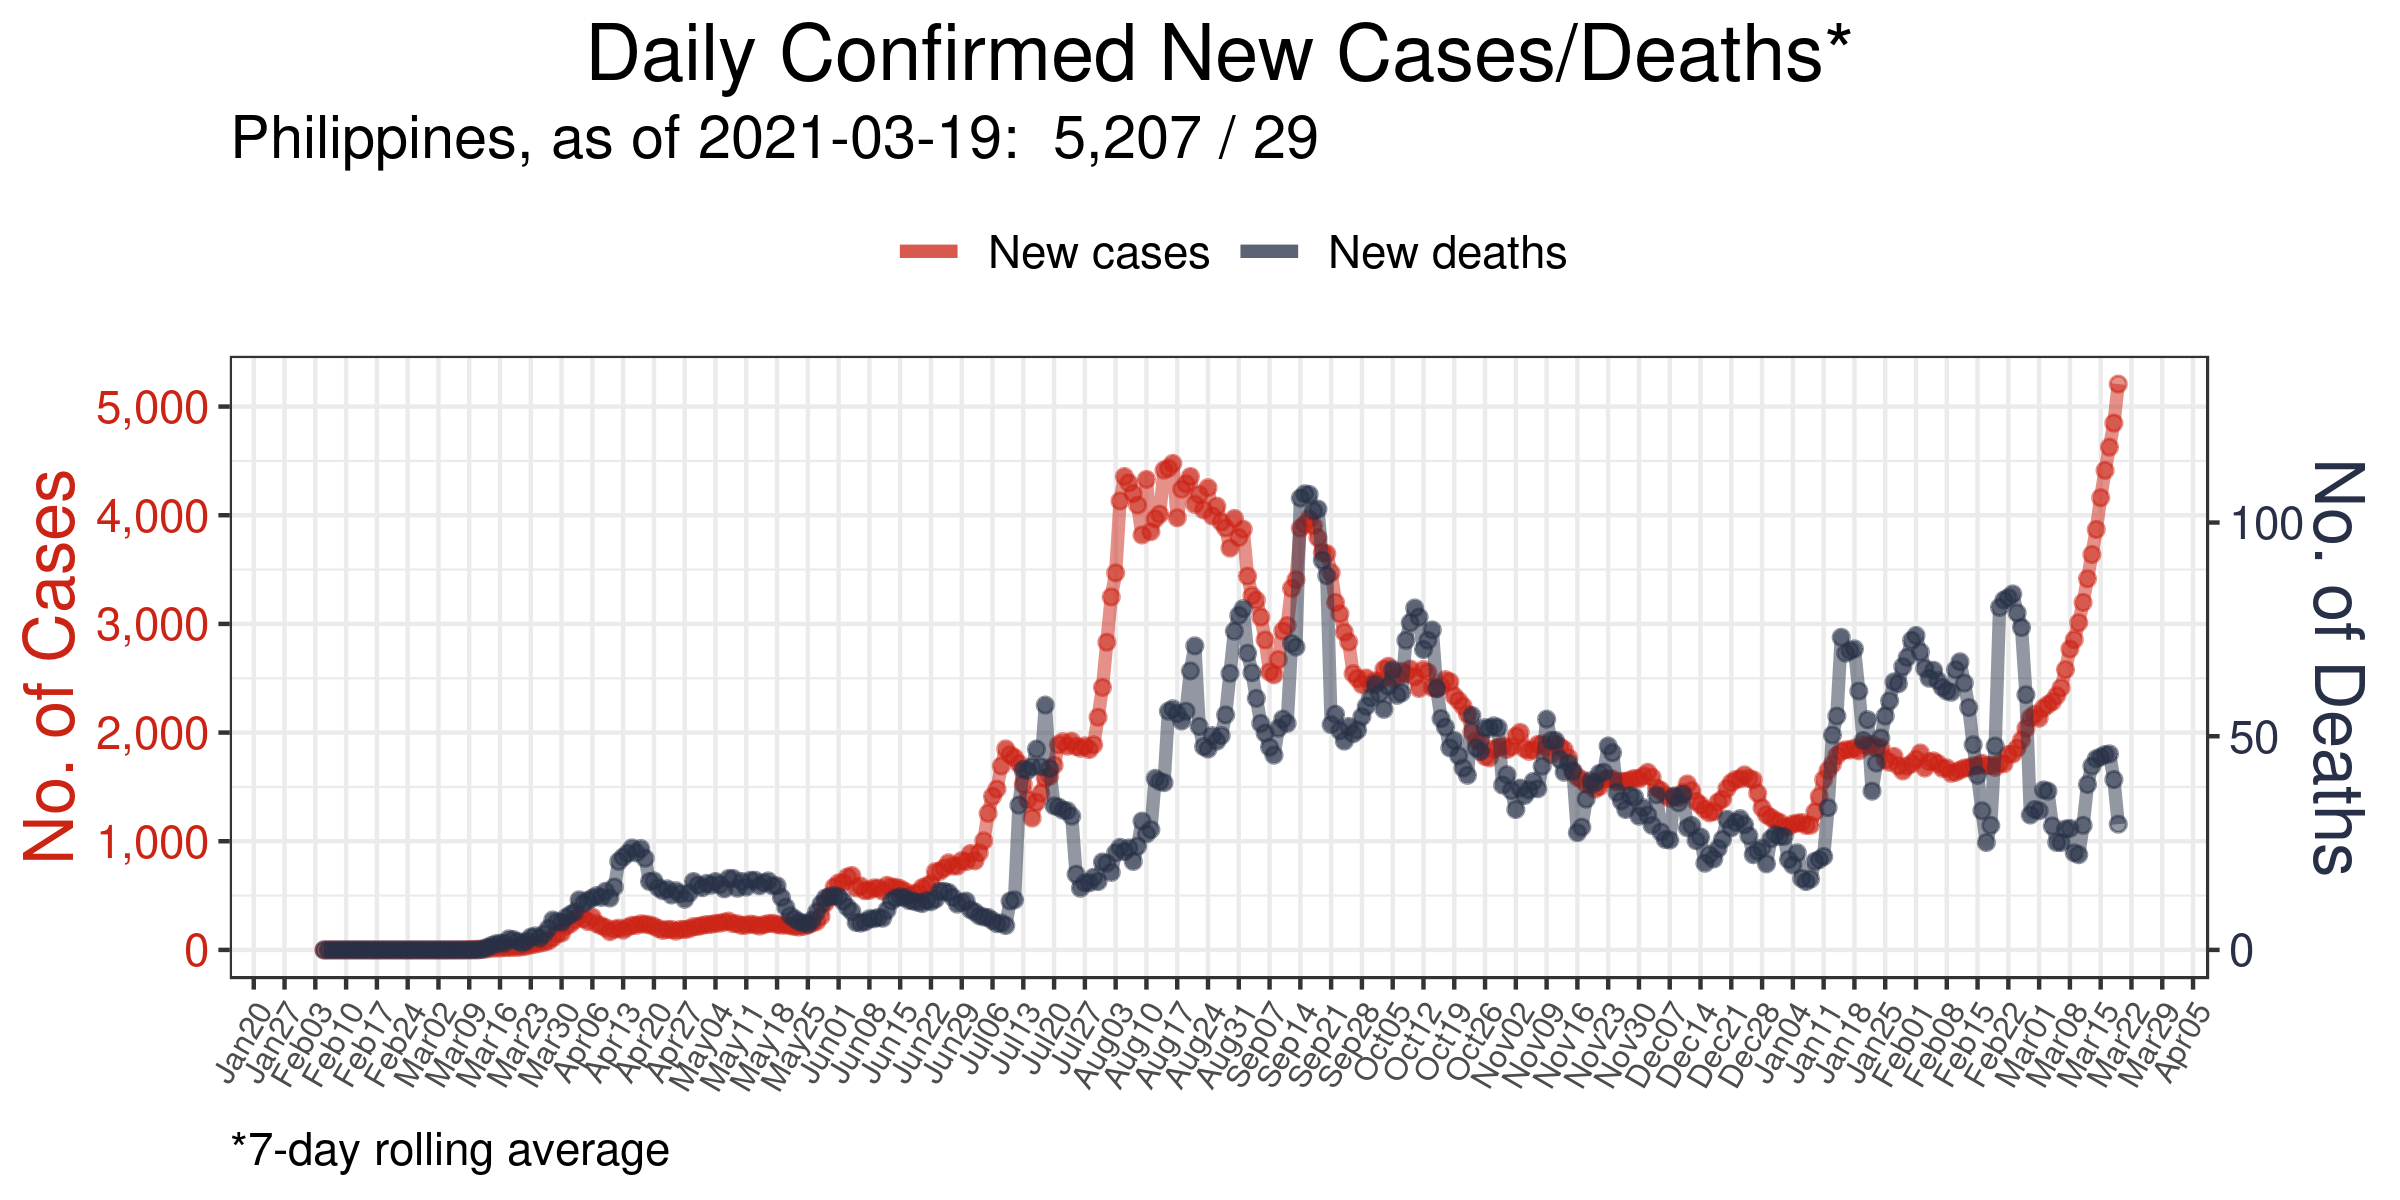 Daily Confirmed New Cases/Deaths*
Philippines, as of 2021-03-19:  5,207 / 29
New cases
New deaths
No. of Cases
5,000
4,000
3,000
2,000
1,000
0
No. of Deaths
100
50
0
Jan20
Jan27
Feb03
Feb10
Feb17
Feb24
Mar02
Mar09
Mar16
Mar23
Mar30
Apr06
Apr13
Apr20
Apr27
May04
May11
May18
May25
Jun01
Jun08
Jun15
Jun22
Jun29
Jul06
Jul13
Jul20
Jul27
Aug03
Aug10
Aug17
Aug24
Aug31
Sep07
Sep14
Sep21
Sep28
Oct05
Oct12
Oct19
Oct26
Nov02
Nov09
Nov16
Nov23
Nov30
Dec07
Dec14
Dec21
Dec28
Jan04
Jan11
Jan18
Jan25
Feb01
Feb08
Feb15
Feb22
Mar01
Mar08
Mar15
Mar22
Mar29
Apr05
*7-day rolling average